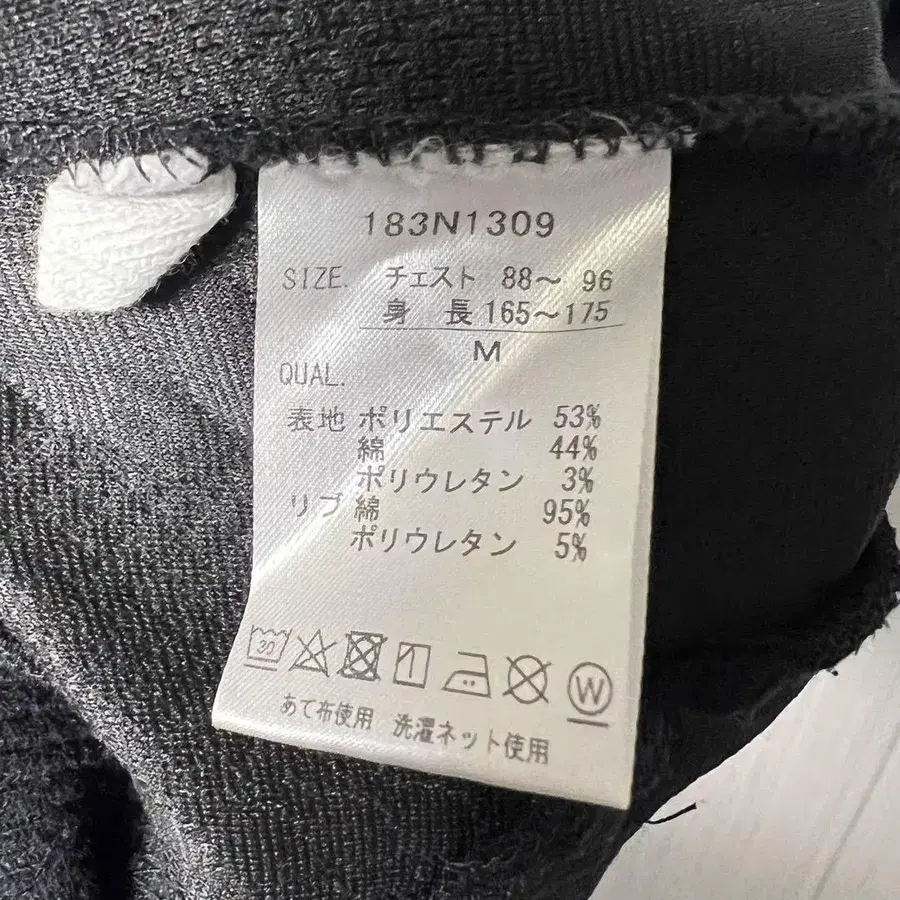 183N1309
SIZE. チェスト 88〜 96
身 長 165〜175
M
QUAL.
表地 ポリエステル 53%
綿 44%
ポリウレタン 3%
リブ 綿 95%
ポリウレタン 5%
30 W
あて布使用 洗濯ネット使用